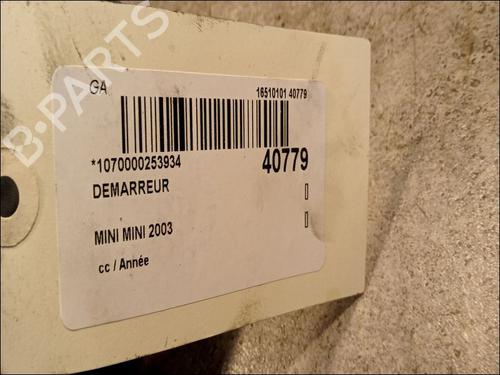 B-PARTS
GA
16510101 40779
*1070000253934
40779
DEMARREUR
MINI MINI 2003
cc / Année